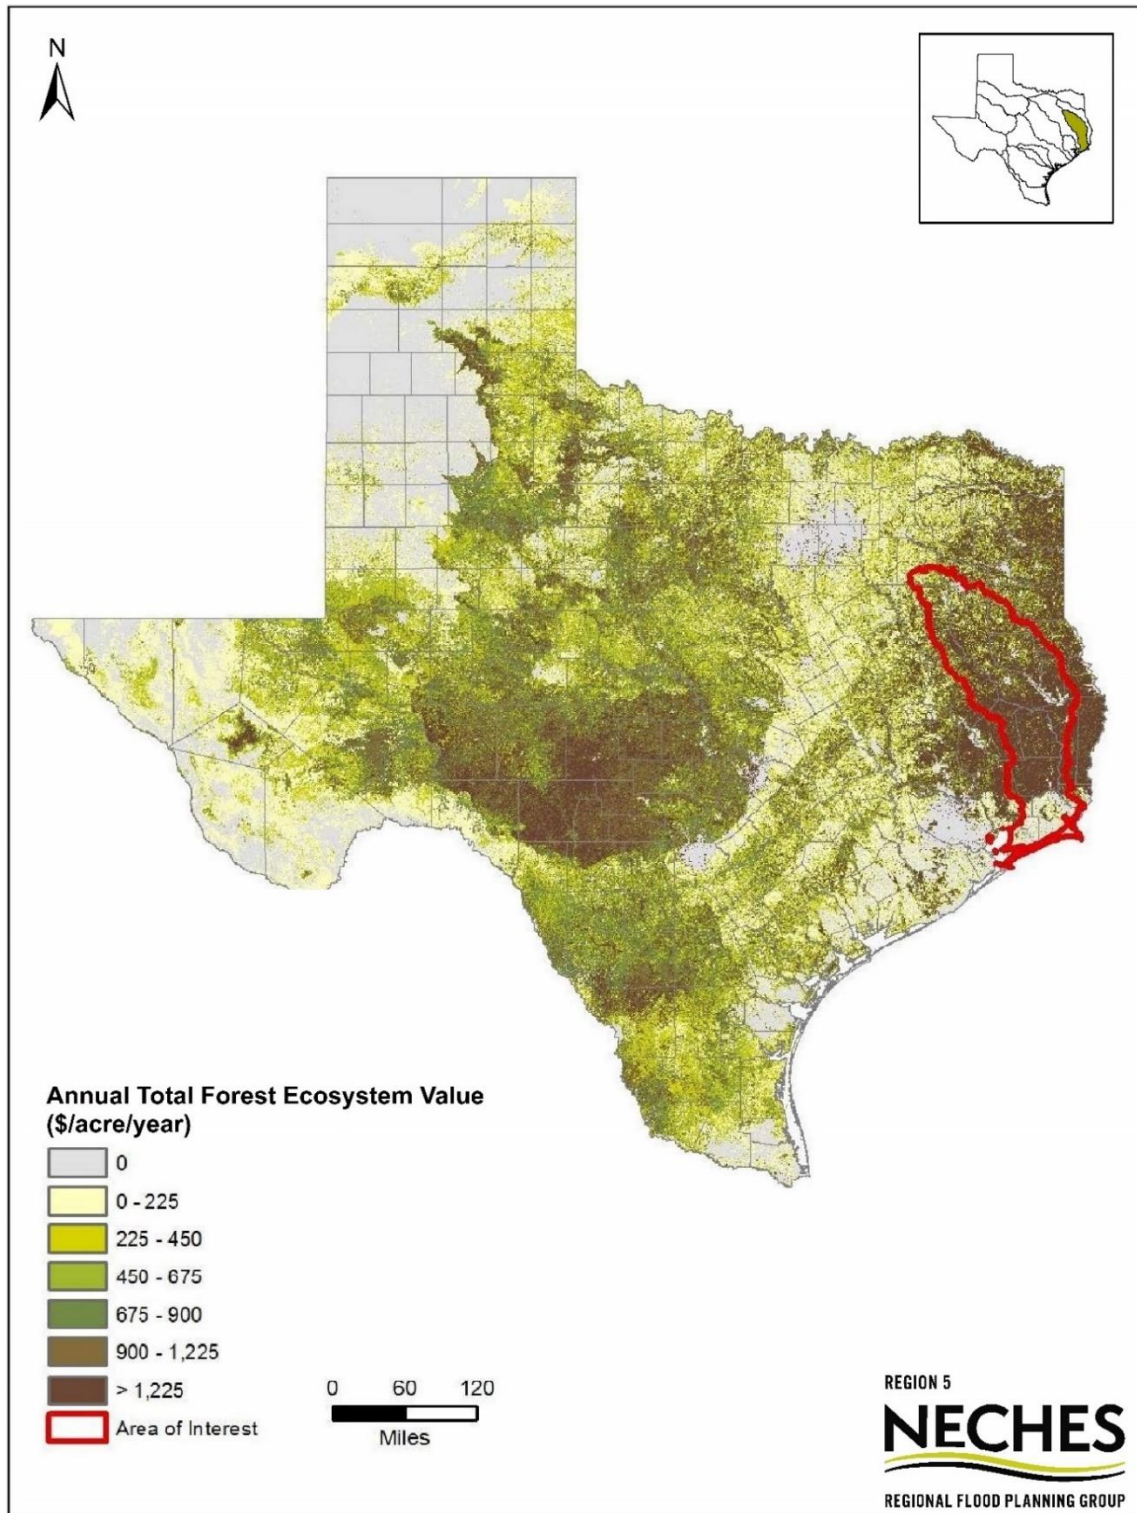 N
Annual Total Forest Ecosystem Value
($/acre/year)
0
0 - 225
225 - 450
450 - 675
675 - 900
900 - 1,225
> 1,225
Area of Interest
0 60 120
Miles
REGION 5
NECHES
REGIONAL FLOOD PLANNING GROUP